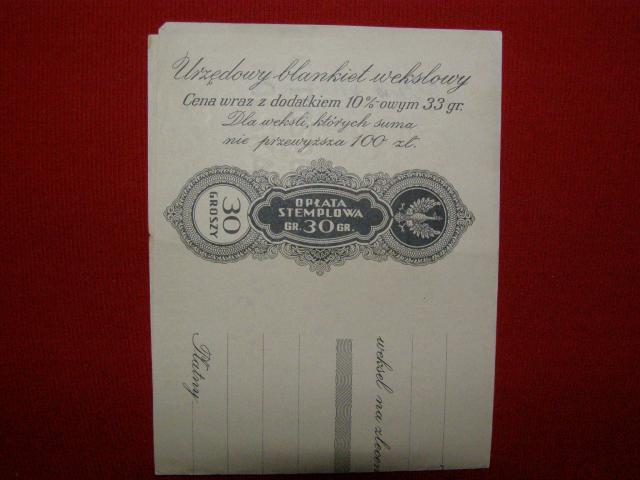 Urzędowy blankiet wekslowy
Cena wraz z dodatkiem 10%-owym 33 gr.
Dla weksli, których suma
nie przewyższa 100 zł.
30
GROSZY
OPŁATA
STEMPLOWA
GR. 30 GR.
weksel na zlecen
Płatny